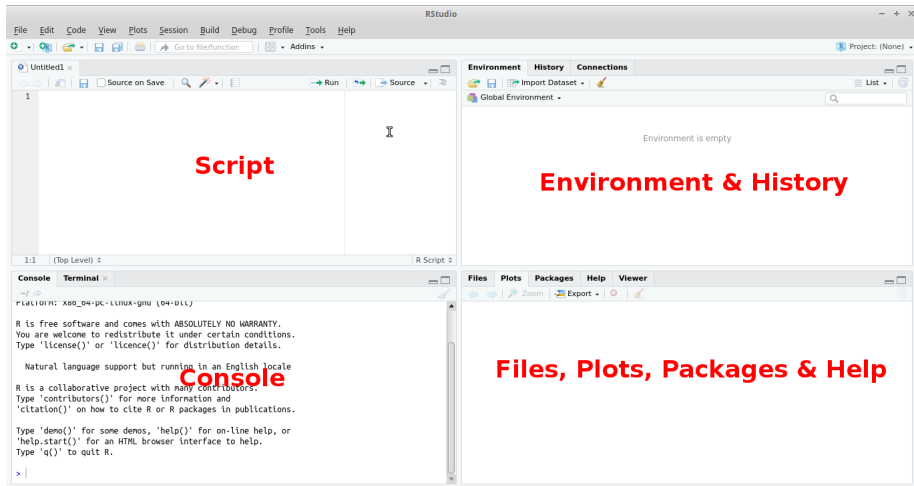 RStudio
File Edit Code View Plots Session Build Debug Profile Tools Help
Go to file/function Addins Project: (None)
Untitled1
Source on Save Run Source
1
Script
1:1 (Top Level) R Script
Environment History Connections
Import Dataset List
Global Environment
Environment is empty
Environment & History
Console Terminal
~/
Platform: x86_64-pc-linux-gnu (64-bit)
R is free software and comes with ABSOLUTELY NO WARRANTY.
You are welcome to redistribute it under certain conditions.
Type 'license()' or 'licence()' for distribution details.
Natural language support but running in an English locale
Console
R is a collaborative project with many contributors.
Type 'contributors()' for more information and
'citation()' on how to cite R or R packages in publications.
Type 'demo()' for some demos, 'help()' for on-line help, or
'help.start()' for an HTML browser interface to help.
Type 'q()' to quit R.
>
Files Plots Packages Help Viewer
Zoom Export
Files, Plots, Packages & Help